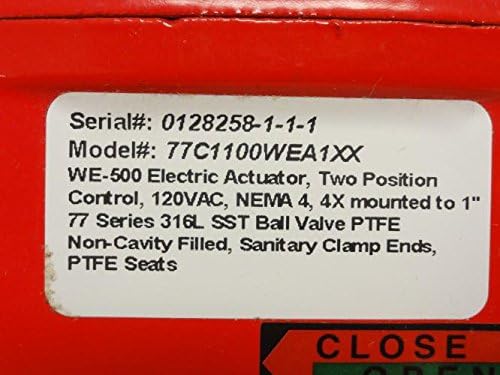 Serial#: 0128258-1-1-1
Model#: 77C1100WEA1XX
WE-500 Electric Actuator, Two Position
Control, 120VAC, NEMA 4, 4X mounted to 1"
77 Series 316L SST Ball Valve PTFE
Non-Cavity Filled, Sanitary Clamp Ends,
PTFE Seats
CLOSE
OPEN